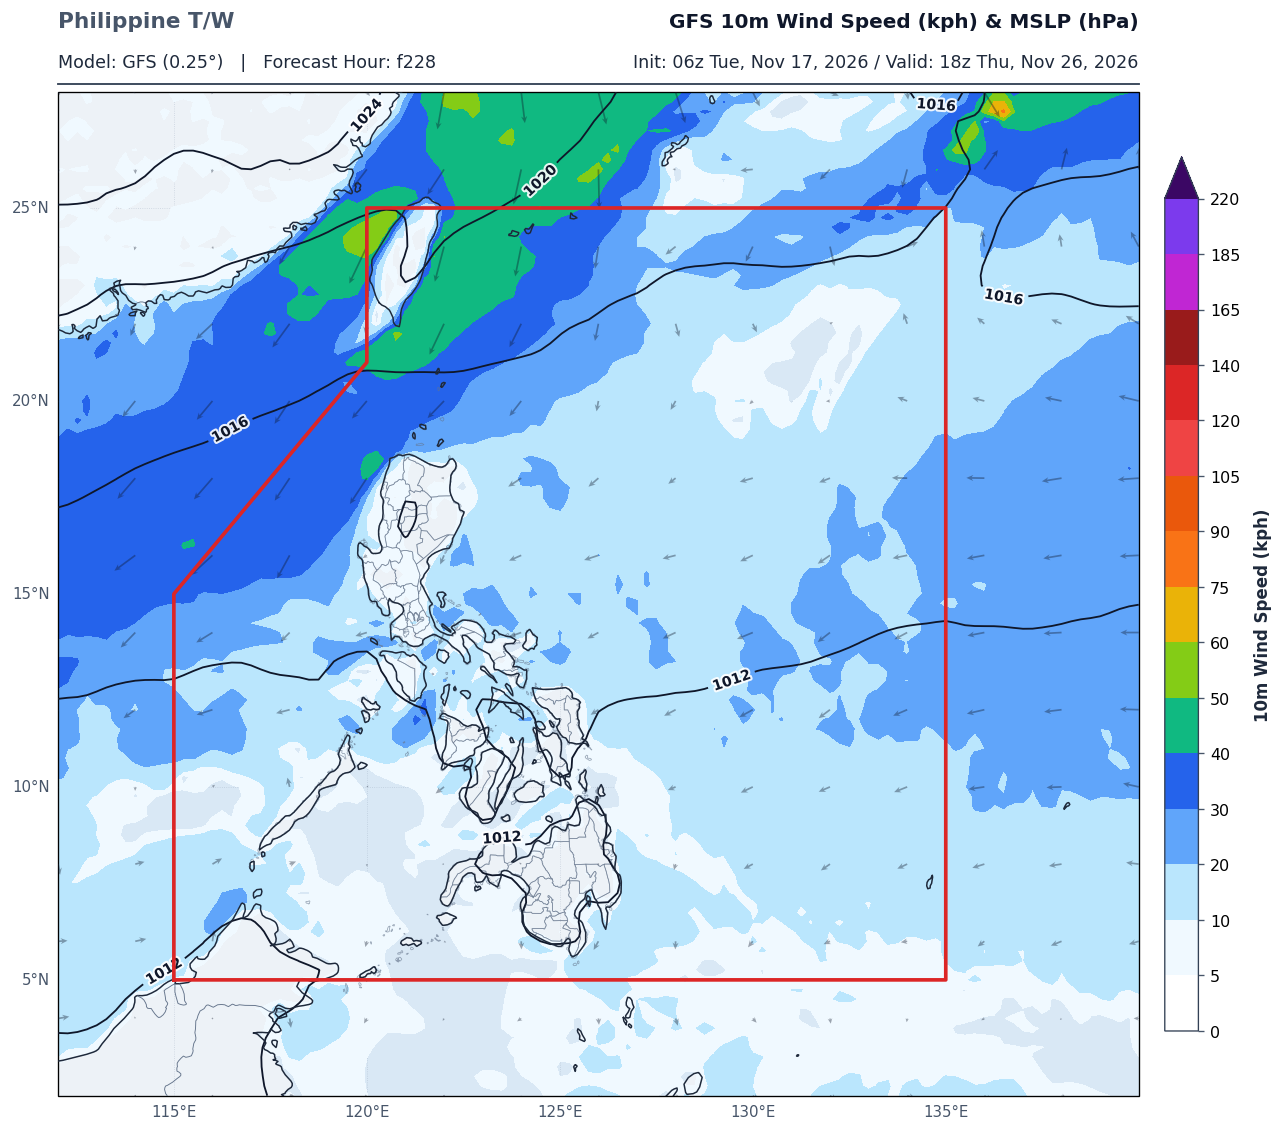 Philippine T/W
GFS 10m Wind Speed (kph) & MSLP (hPa)
Model: GFS (0.25°)   |   Forecast Hour: f228
Init: 06z Tue, Nov 17, 2026 / Valid: 18z Thu, Nov 26, 2026
1024
1016
1020
1016
1016
1012
1012
1012
25°N
20°N
15°N
10°N
5°N
115°E
120°E
125°E
130°E
135°E
220
185
165
140
120
105
90
75
60
50
40
30
20
10
5
0
10m Wind Speed (kph)